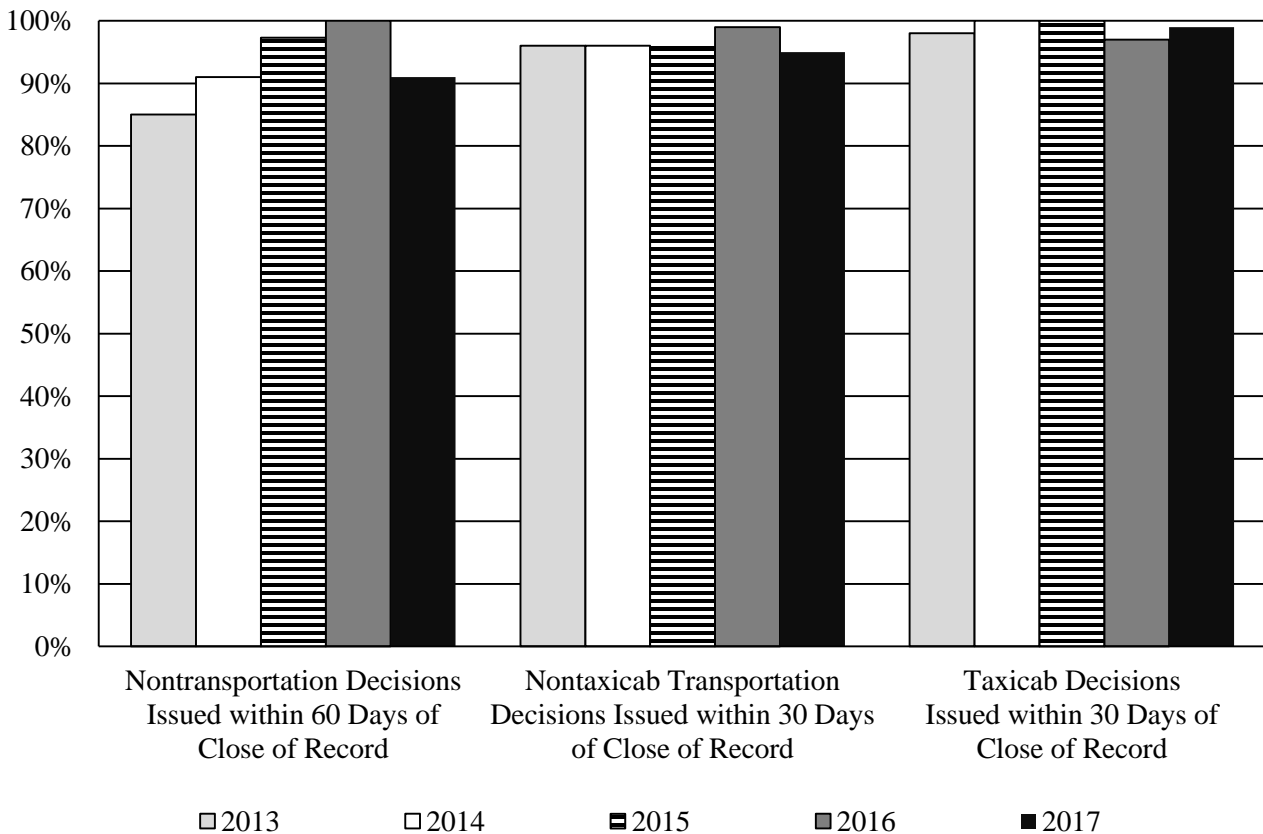 100%
90%
80%
70%
60%
50%
40%
30%
20%
10%
0%
Nontransportation Decisions
Issued within 60 Days of
Close of Record
Nontaxicab Transportation
Decisions Issued within 30 Days
of Close of Record
Taxicab Decisions
Issued within 30 Days of
Close of Record
2013 2014 2015 2016 2017